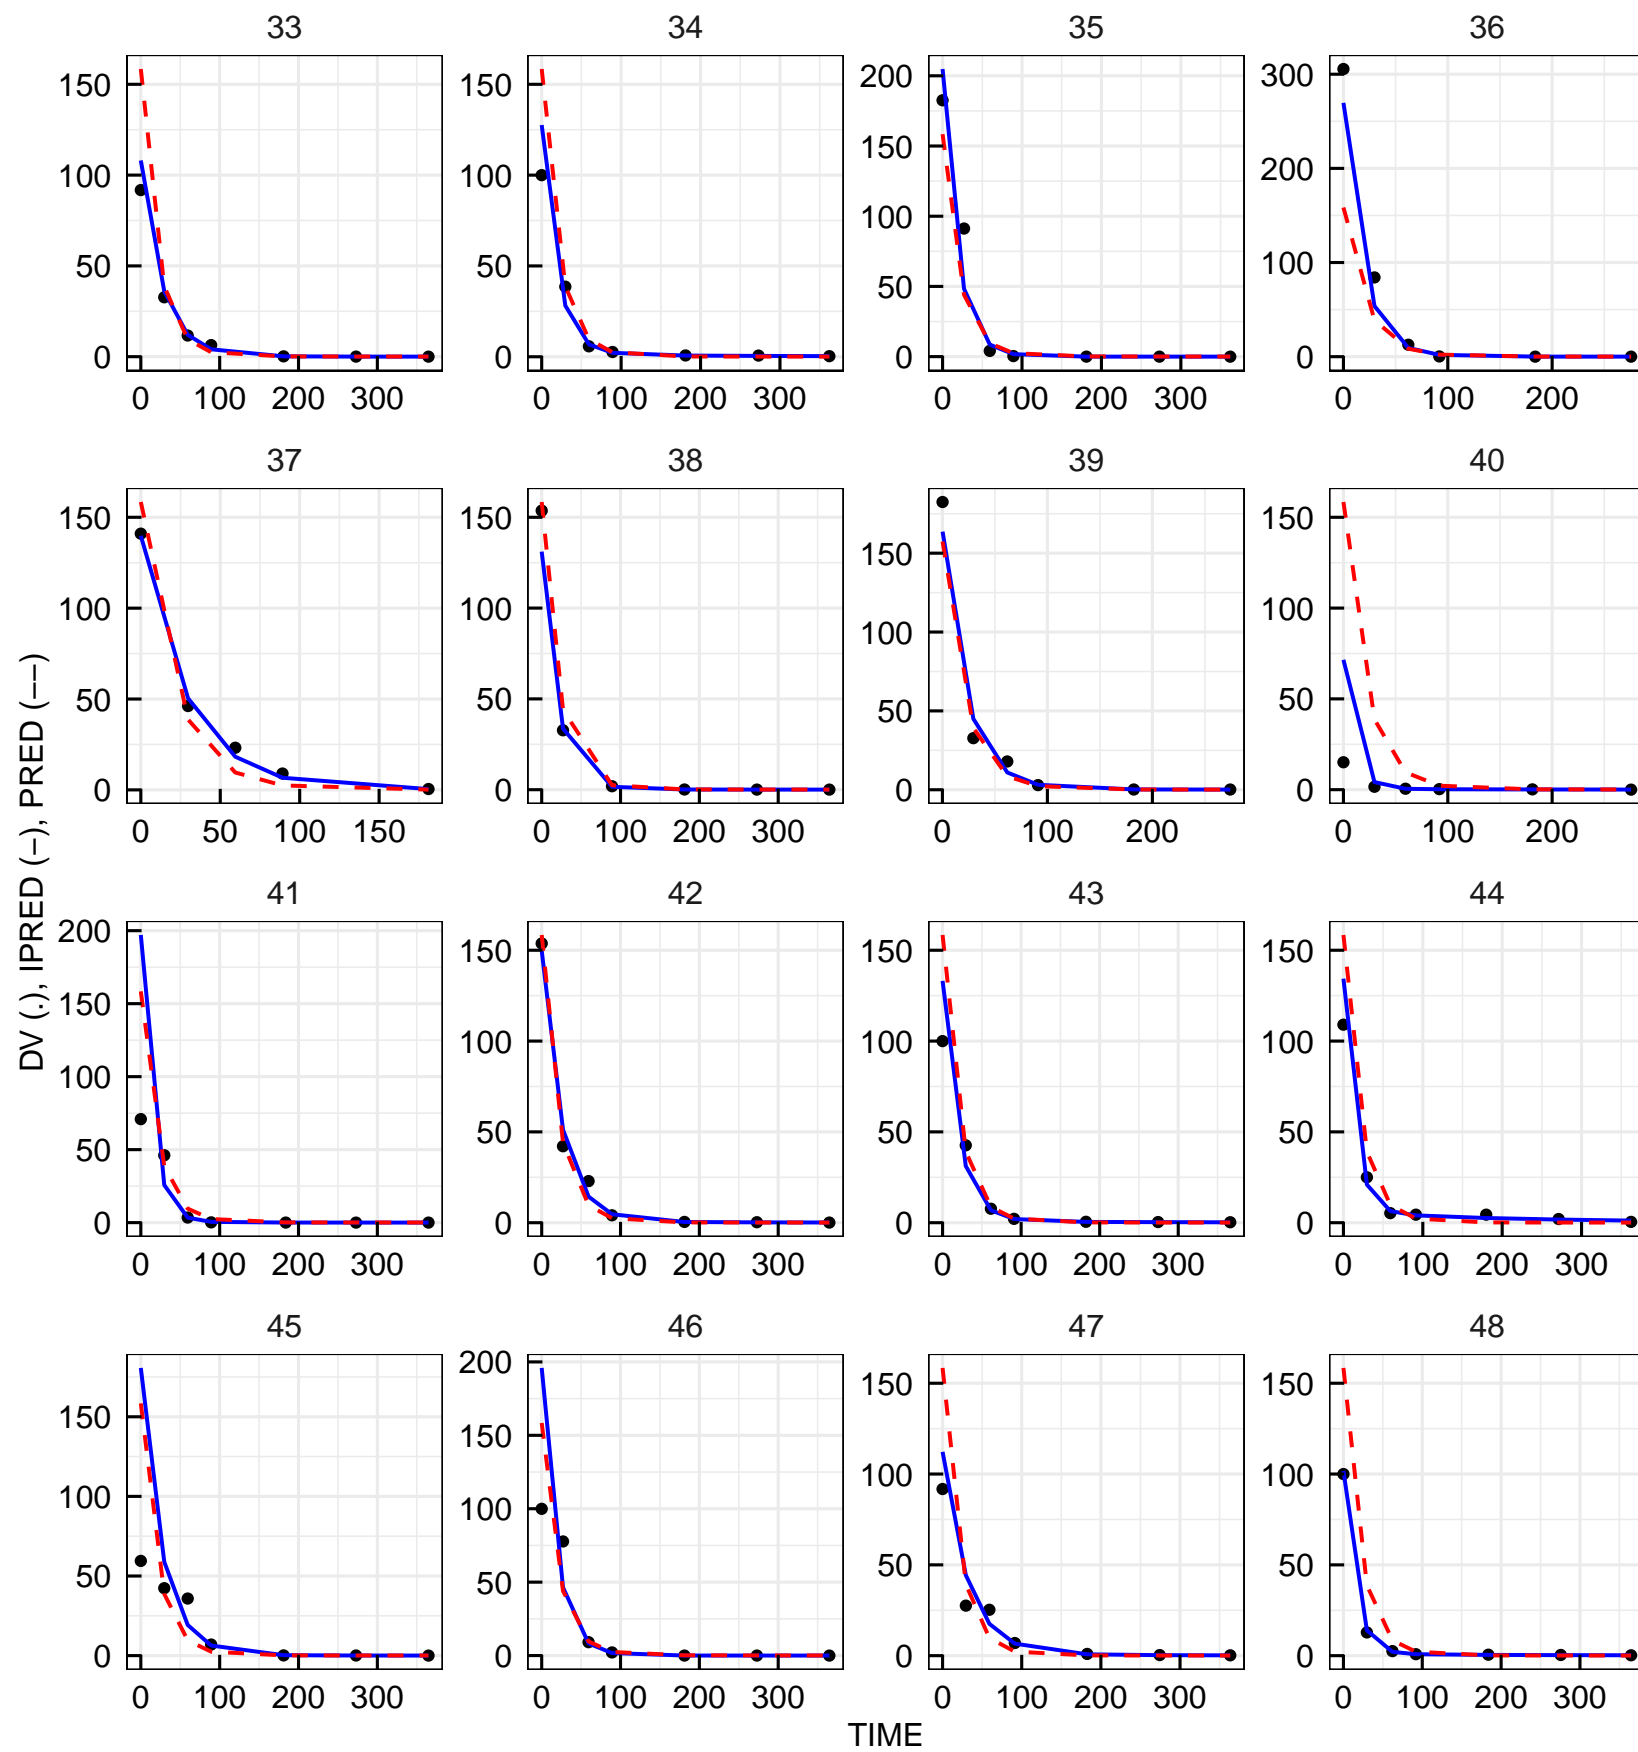 33 34 35 36
150 150 200 300
100 100 150 200
50 50 100 100
0 0 50 0
0
0 100 200 300 0 100 200 300 0 100 200 300 0 100 200
37 38 39 40
150 150 150 150
100 100 100 100
50 50 50 50
0 0 0 0
0 50 100 150 0 100 200 300 0 100 200 0 100 200
DV (.), IPRED (−), PRED (−−)
41 42 43 44
200 150 150 150
150 100 100 100
100 50 50 50
50 0 0 0
0
0 100 200 300 0 100 200 300 0 100 200 300 0 100 200 300
45 46 47 48
150 200 150 150
100 150 100 100
50 100 50 50
0 50 0 0
0
0 100 200 300 0 100 200 300 0 100 200 300 0 100 200 300
TIME